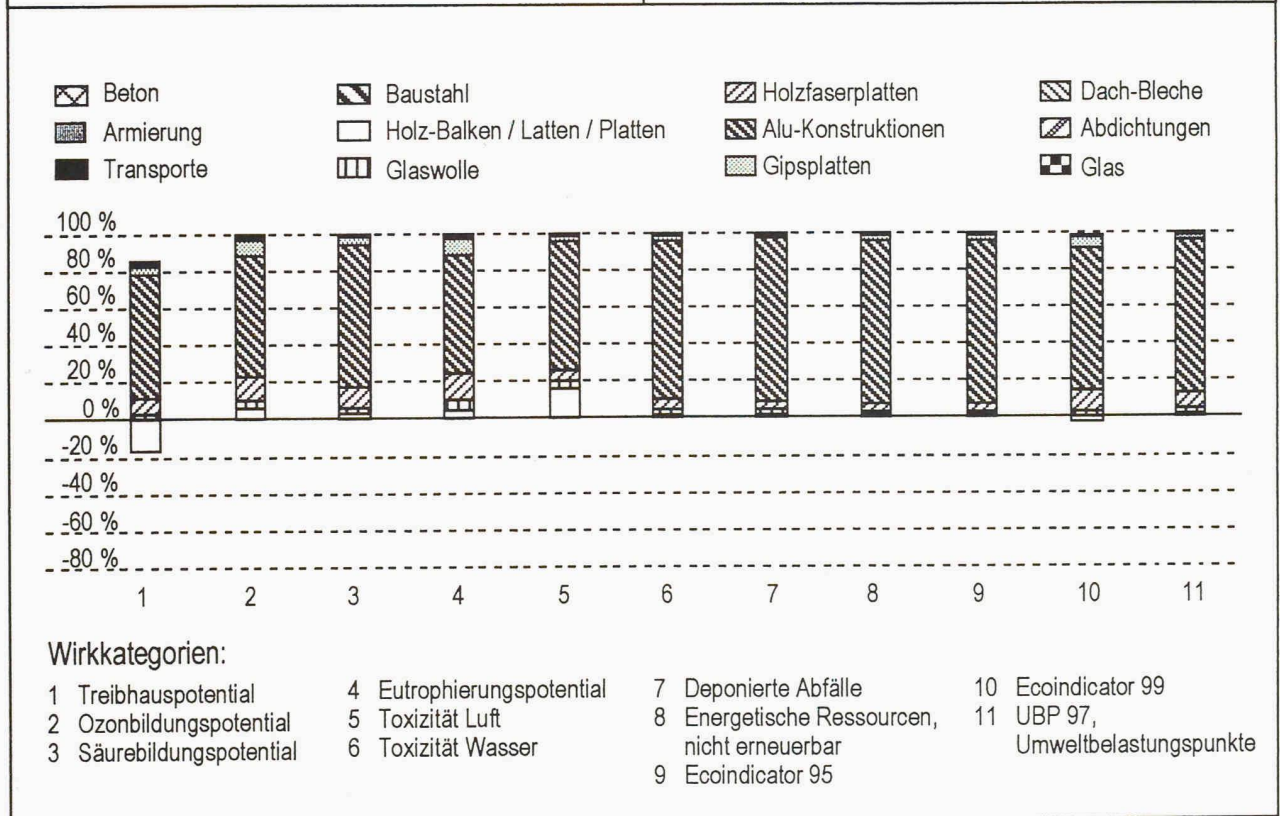 Beton
Armierung
Transporte
Baustahl
Holz-Balken / Latten / Platten
Glaswolle
Holzfaserplatten
Alu-Konstruktionen
Gipsplatten
Dach-Bleche
Abdichtungen
Glas
100 %
80 %
60 %
40 %
20 %
0 %
-20 %
-40 %
-60 %
-80 %
1 2 3 4 5 6 7 8 9 10 11
Wirkkategorien:
1 Treibhauspotential
2 Ozonbildungspotential
3 Säurebildungspotential
4 Eutrophierungspotential
5 Toxizität Luft
6 Toxizität Wasser
7 Deponierte Abfälle
8 Energetische Ressourcen,
nicht erneuerbar
9 Ecoindicator 95
10 Ecoindicator 99
11 UBP 97,
Umweltbelastungspunkte